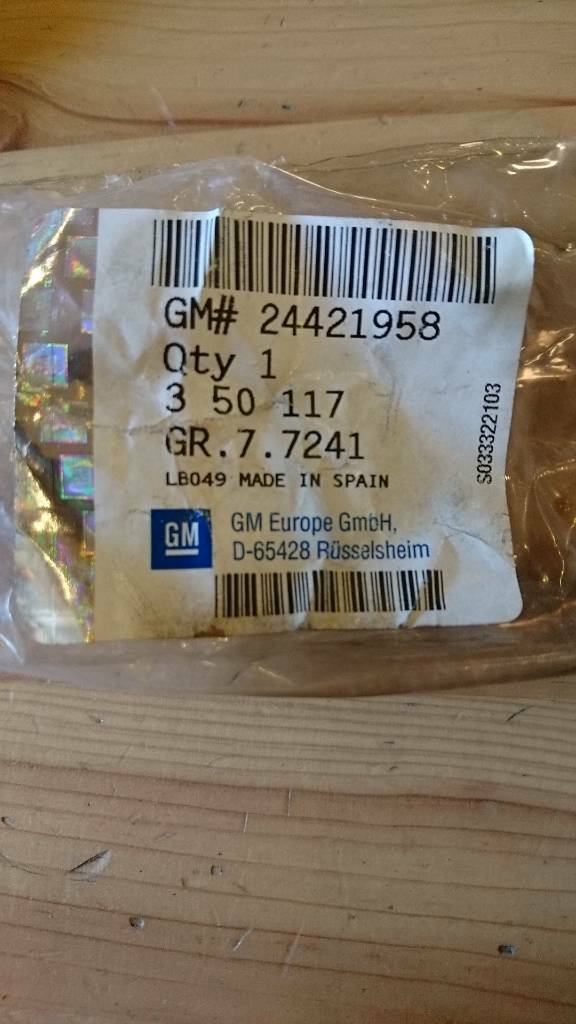 GM# 24421958
Qty 1
3 50 117
GR.7.7241
LB049 MADE IN SPAIN
GM
GM Europe GmbH,
D-65428 Rüsselsheim
S033322103